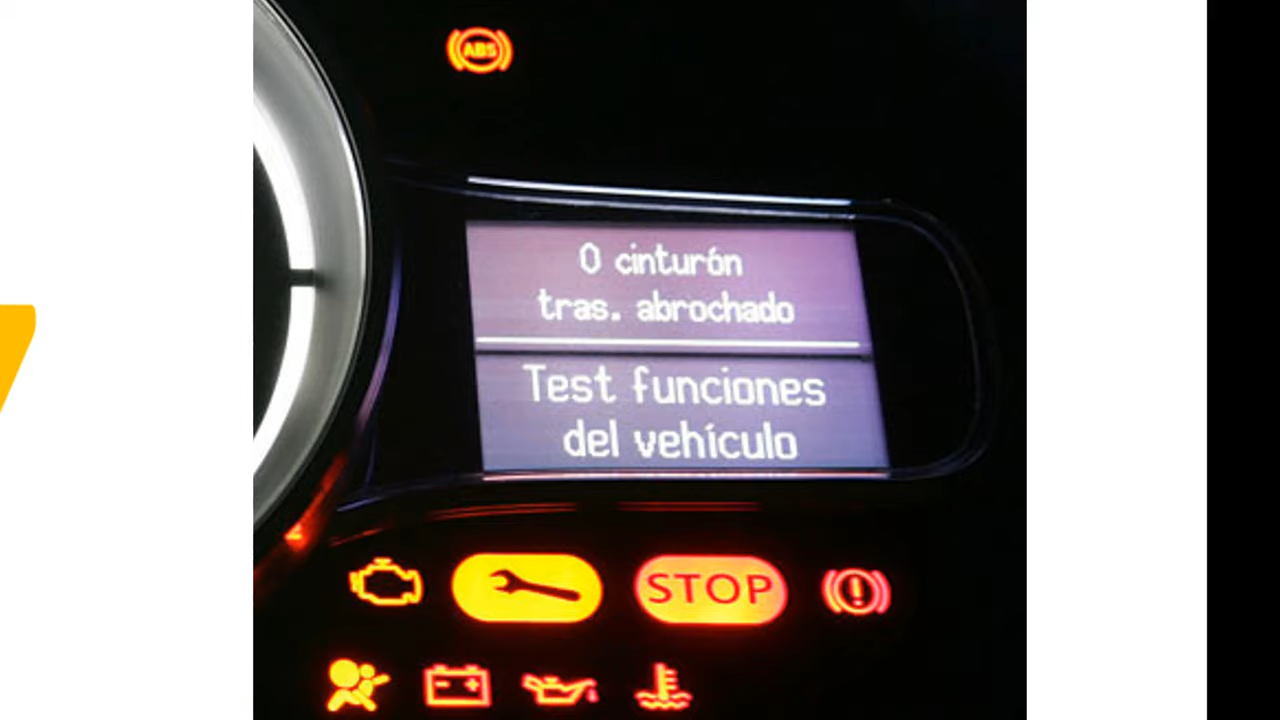 ABS
0 cinturón
tras. abrochado
Test funciones
del vehículo
STOP